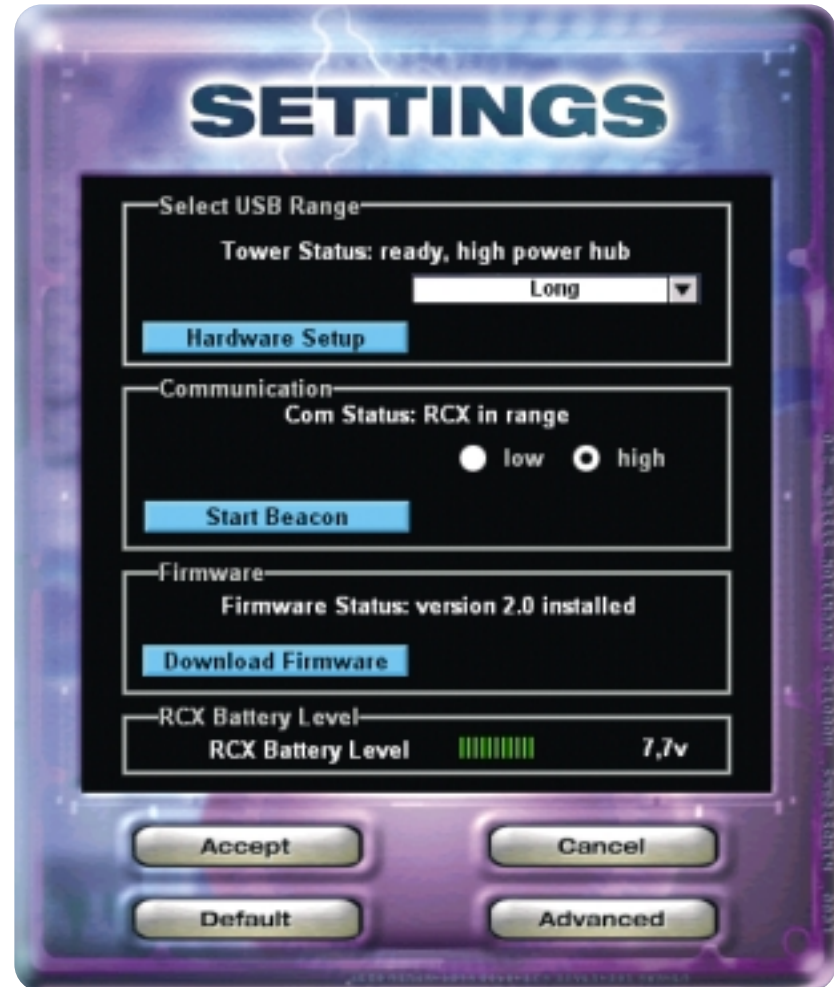 SETTINGS
Select USB Range
Tower Status: ready, high power hub
Long
Hardware Setup
Communication
Com Status: RCX in range
low high
Start Beacon
Firmware
Firmware Status: version 2.0 installed
Download Firmware
RCX Battery Level
RCX Battery Level 7,7v
Accept Cancel
Default Advanced